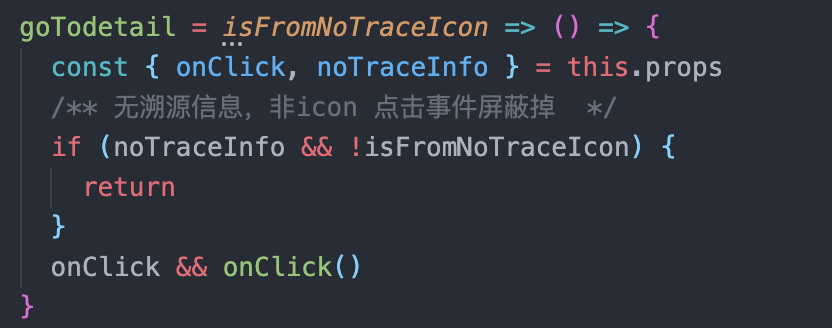 goTodetail = isFromNoTraceIcon => () => {
const { onClick, noTraceInfo } = this.props
/** 无溯源信息，非icon 点击事件屏蔽掉  */
if (noTraceInfo && !isFromNoTraceIcon) {
return
}
onClick && onClick()
}